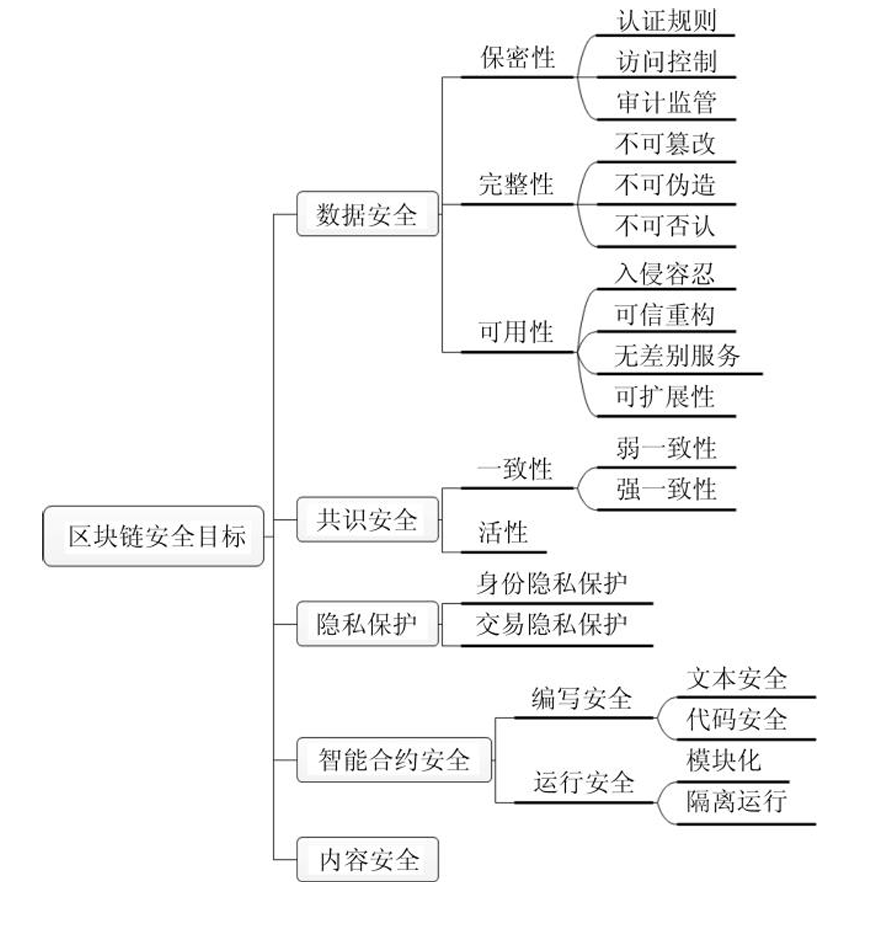 区块链安全目标
数据安全
保密性
认证规则
访问控制
审计监管
完整性
不可篡改
不可伪造
不可否认
可用性
入侵容忍
可信重构
无差别服务
可扩展性
共识安全
一致性
弱一致性
强一致性
活性
隐私保护
身份隐私保护
交易隐私保护
智能合约安全
编写安全
文本安全
代码安全
运行安全
模块化
隔离运行
内容安全